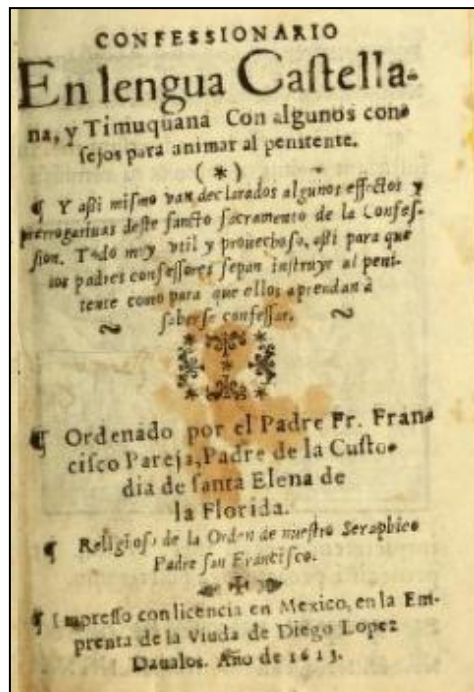 CONFESSIONARIO
En lengua Caſtella-
na, y Timuquana Con algunos con-
ſejos para animar al penitente.
(*)
¶ Y aſsi miſmo van declarados algunos effectos y
prerrogatiuas deſte ſancto ſacramento de la Confeſ-
ſion. Todo muy vtil y prouechoſo, aſsi para que
los padres confeſſores ſepan inſtruyr al peni-
tente como para que ellos aprendan à
ſaberſe confeſſar.
¶ Ordenado por el Padre Fr. Fran-
ciſco Pareja, Padre de la Cuſto-
dia de ſanta Elena de
la Florida.
¶ Religioſo de la Orden de nueſtro Seraphico
Padre ſan Franciſco.
¶ Impreſſo con licencia en Mexico, en la Em-
prenta de la Viuda de Diego Lopez
Daualos. Año de 1613.